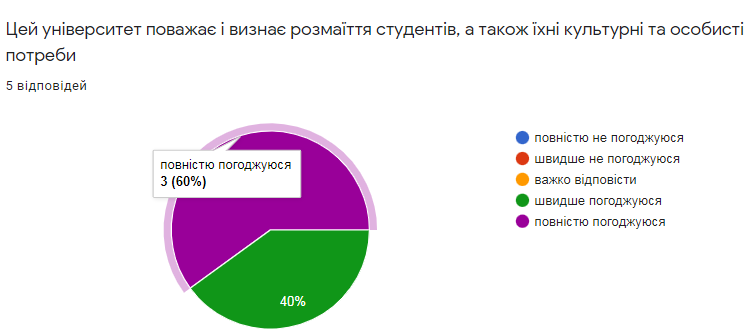 Цей університет поважає і визнає розмаїття студентів, а також їхні культурні та особисті
потреби
5 відповідей
повністю погоджуюся
3 (60%)
40%
повністю не погоджуюся
швидше не погоджуюся
важко відповісти
швидше погоджуюся
повністю погоджуюся